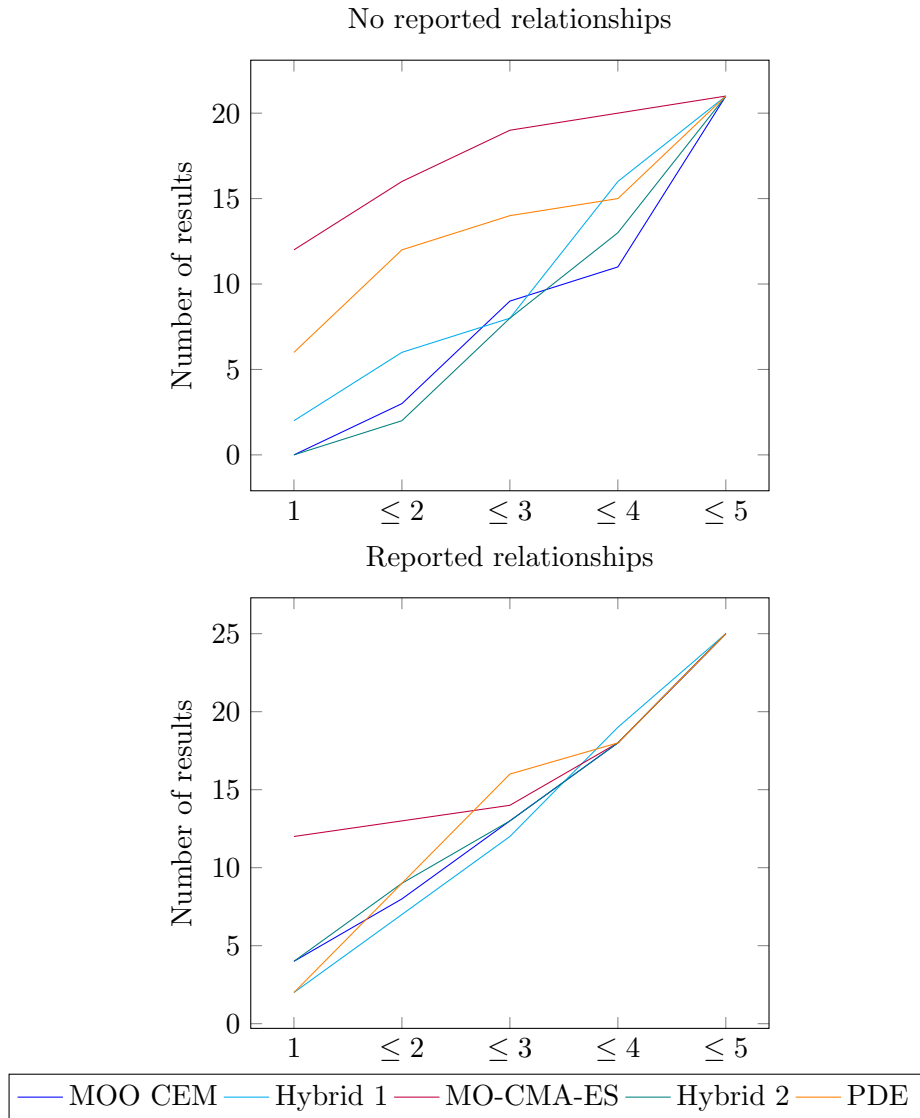 No reported relationships
Number of results
20
15
10
5
0
1 ≤ 2 ≤ 3 ≤ 4 ≤ 5
Reported relationships
Number of results
25
20
15
10
5
0
1 ≤ 2 ≤ 3 ≤ 4 ≤ 5
MOO CEM Hybrid 1 MO-CMA-ES Hybrid 2 PDE